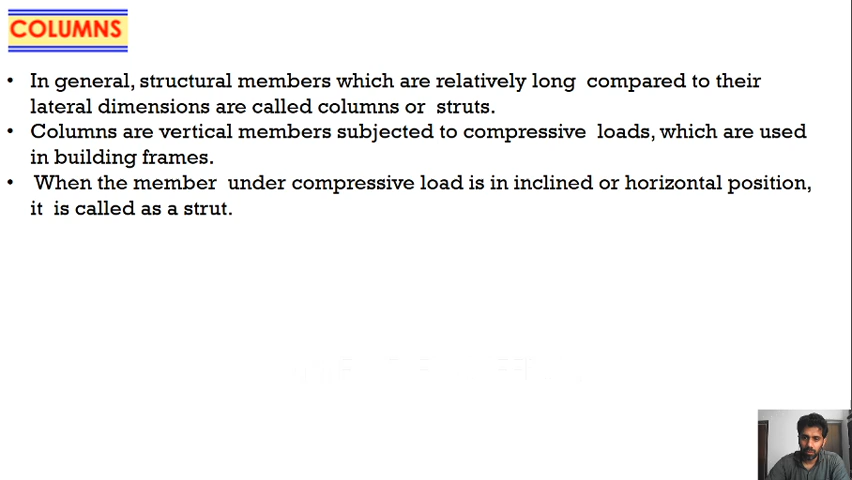 COLUMNS
• In general, structural members which are relatively long compared to their
lateral dimensions are called columns or struts.
• Columns are vertical members subjected to compressive loads, which are used
in building frames.
• When the member under compressive load is in inclined or horizontal position,
it is called as a strut.